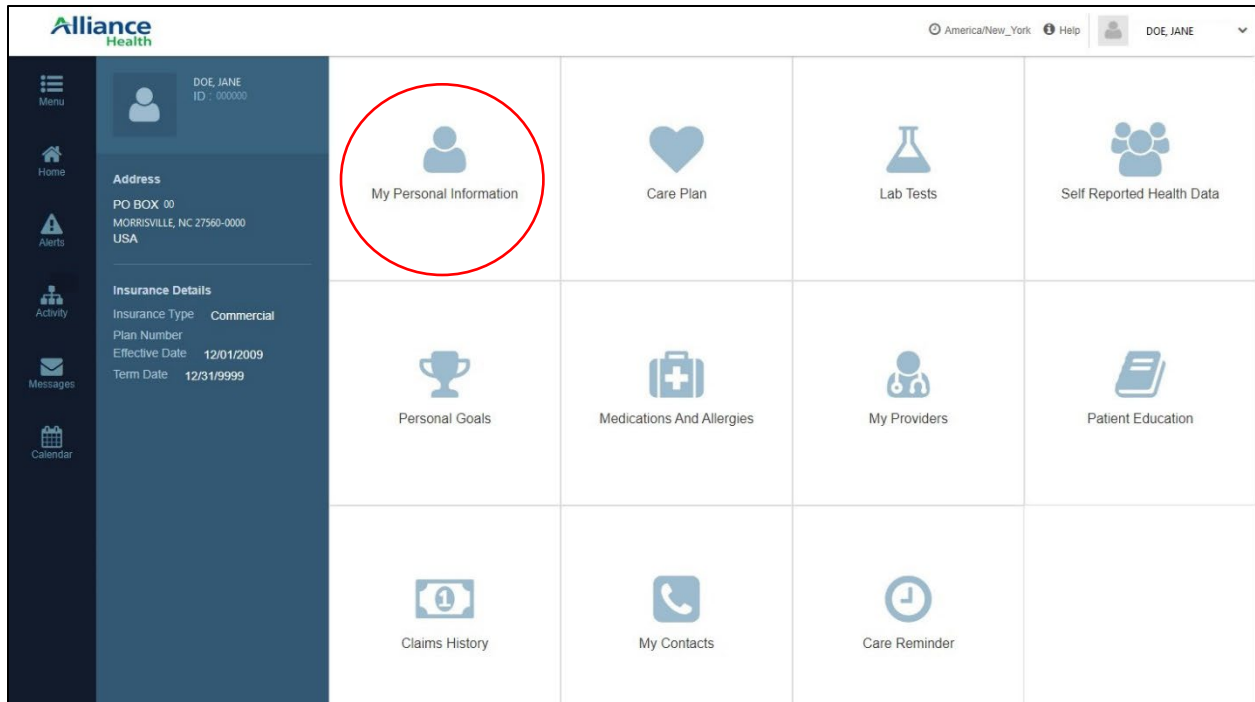 Alliance
Health
America/New_York Help DOE, JANE
Menu
Home
Alerts
Activity
Messages
Calendar
DOE, JANE
ID : 000000
Address
PO BOX 00
MORRISVILLE, NC 27560-0000
USA
Insurance Details
Insurance Type Commercial
Plan Number
Effective Date 12/01/2009
Term Date 12/31/9999
My Personal Information
Care Plan
Lab Tests
Self Reported Health Data
Personal Goals
Medications And Allergies
My Providers
Patient Education
1
Claims History
My Contacts
Care Reminder